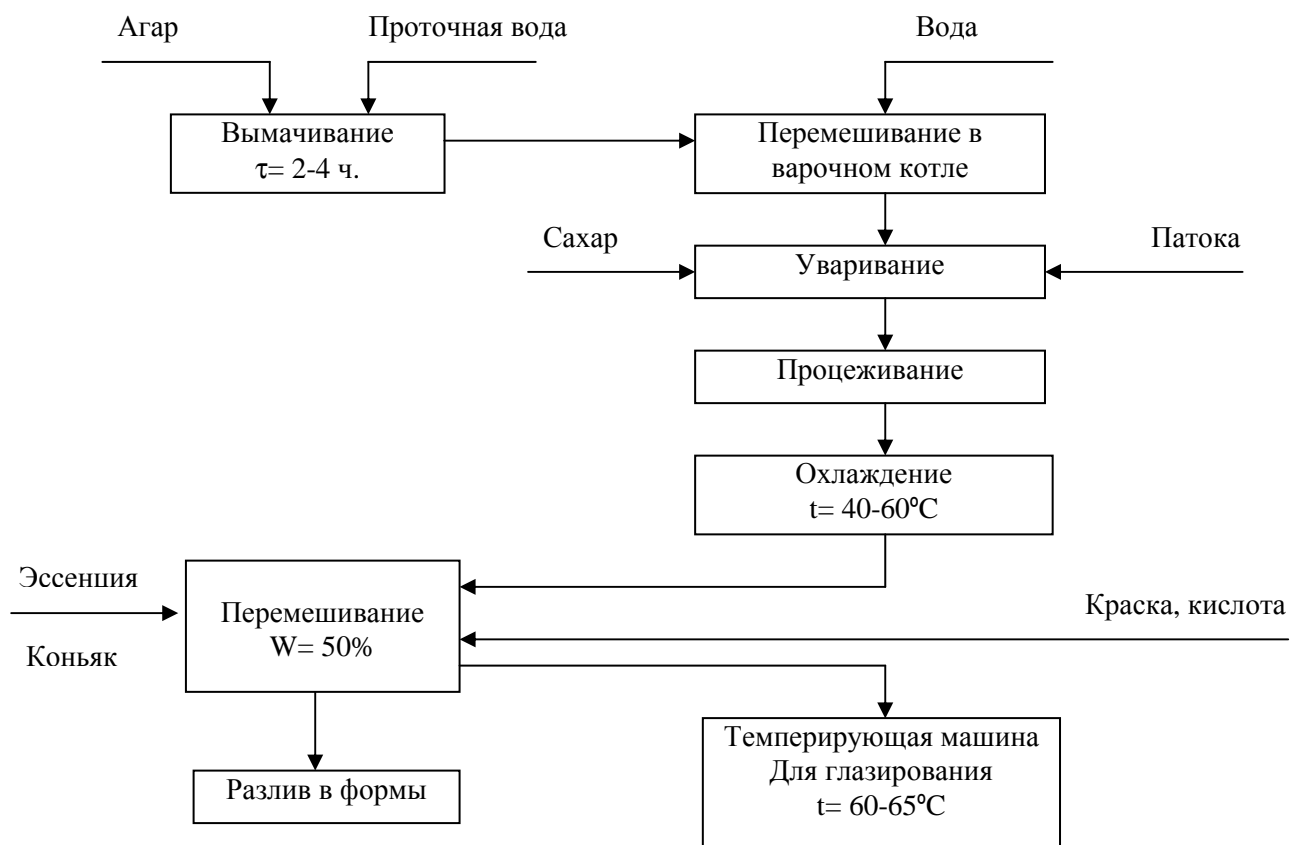 Агар
Проточная вода
Вода
Вымачивание
τ= 2-4 ч.
Перемешивание в
варочном котле
Сахар
Уваривание
Патока
Процеживание
Охлаждение
t= 40-60ºС
Эссенция
Коньяк
Перемешивание
W= 50%
Краска, кислота
Разлив в формы
Темперирующая машина
Для глазирования
t= 60-65ºС